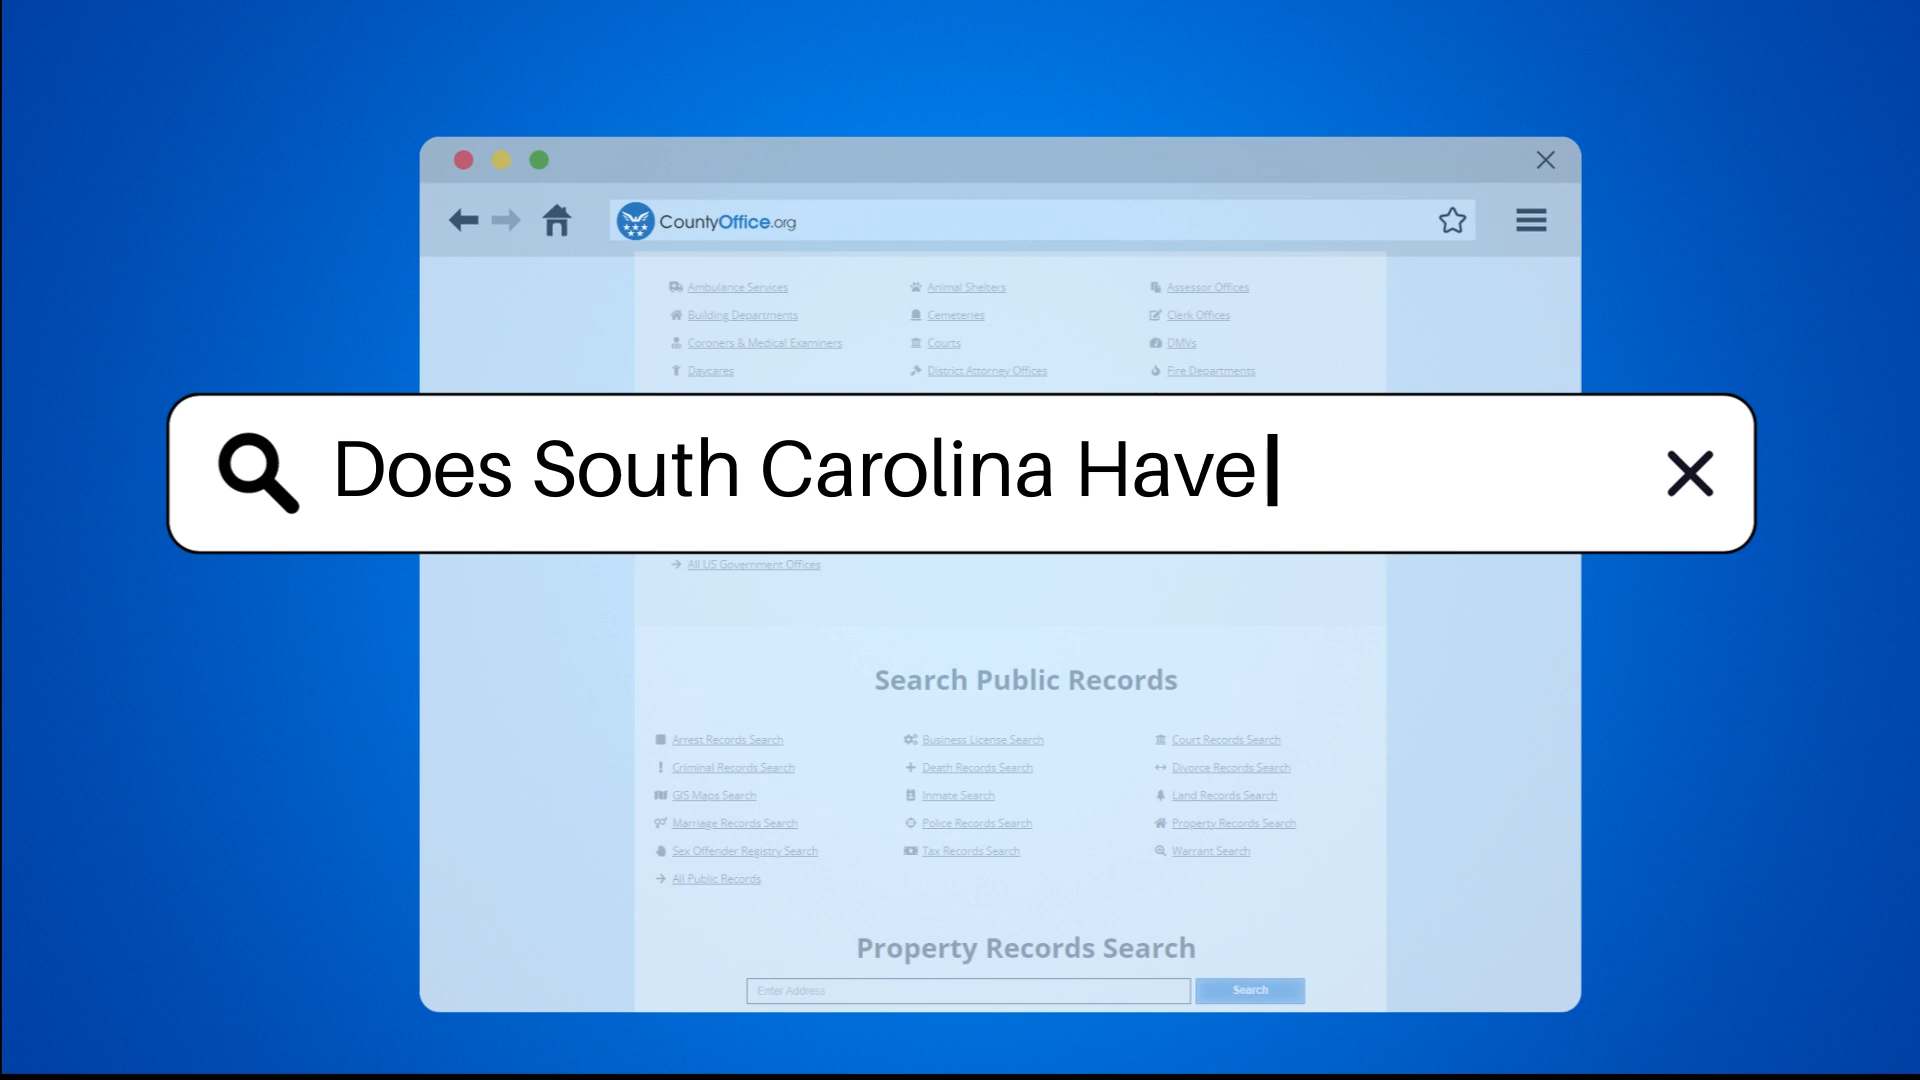 CountyOffice.org
Ambulance Services Animal Shelters Assessor Offices
Building Departments Cemeteries Clerk Offices
Coroners & Medical Examiners Courts DMVs
Daycares District Attorney Offices Fire Departments
Does South Carolina Have
All US Government Offices
Search Public Records
Arrest Records Search Business License Search Court Records Search
Criminal Records Search Death Records Search Divorce Records Search
GIS Maps Search Inmate Search Land Records Search
Marriage Records Search Police Records Search Property Records Search
Sex Offender Registry Search Tax Records Search Warrant Search
All Public Records
Property Records Search
Enter Address Search